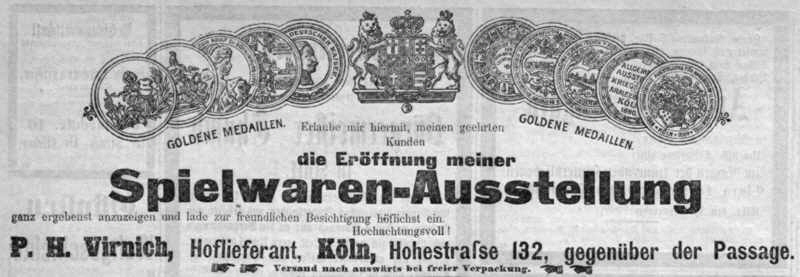 GOLDENE MEDAILLEN.
GOLDENE MEDAILLEN.
Erlaube mir hiermit, meinen geehrten
Kunden
die Eröffnung meiner
Spielwaren-Ausstellung
ganz ergebenst anzuzeigen und lade zur freundlichen Besichtigung höflichst ein.
Hochachtungsvoll!
P. H. Virnich, Hoflieferant, Köln, Hohestrafse 132, gegenüber der Passage.
Versand nach auswärts bei freier Verpackung.